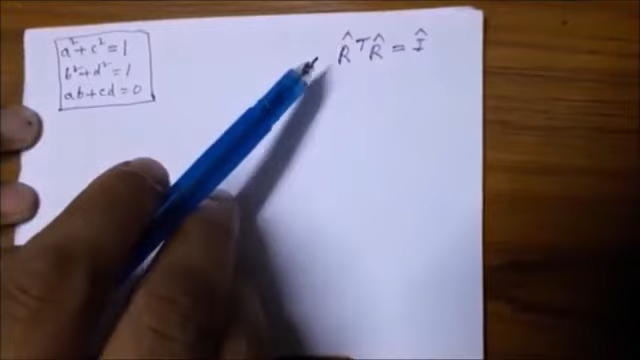 a² + c² = 1
b² + d² = 1
ab + cd = 0
R̂ᵀR̂ = Î